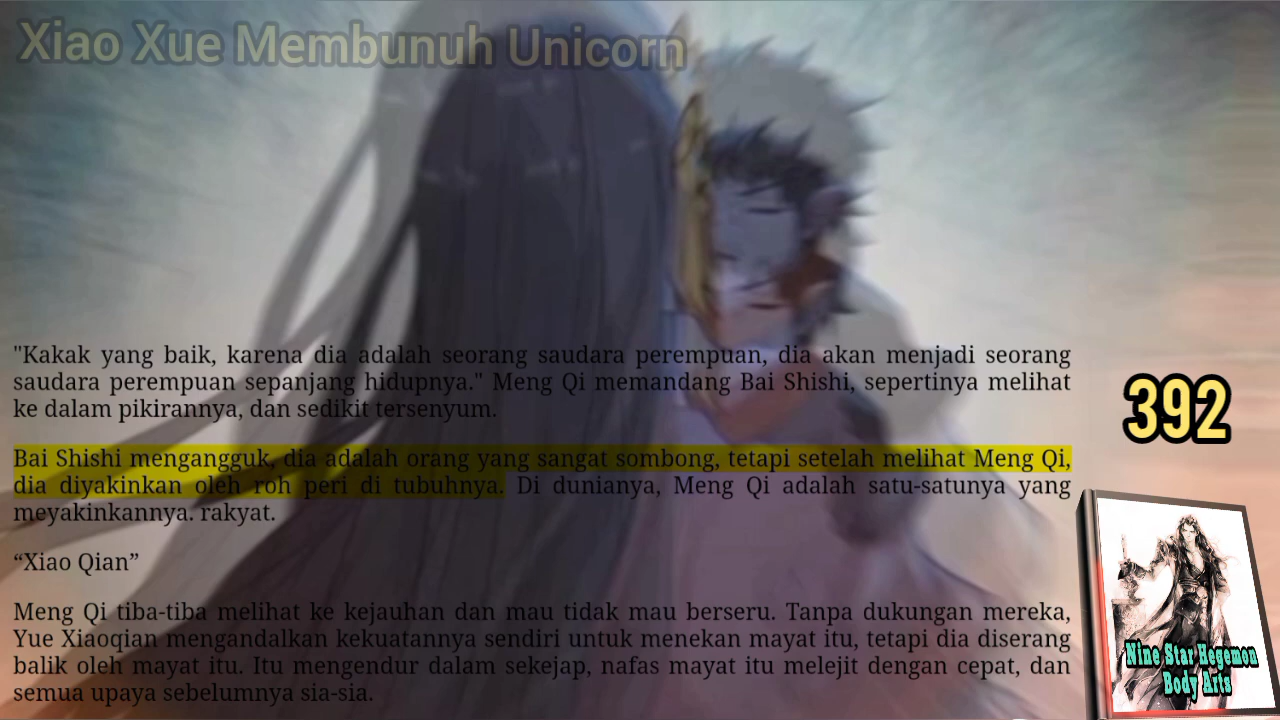 Xiao Xue Membunuh Unicorn
"Kakak yang baik, karena dia adalah seorang saudara perempuan, dia akan menjadi seorang
saudara perempuan sepanjang hidupnya." Meng Qi memandang Bai Shishi, sepertinya melihat
ke dalam pikirannya, dan sedikit tersenyum.
Bai Shishi mengangguk, dia adalah orang yang sangat sombong, tetapi setelah melihat Meng Qi,
dia diyakinkan oleh roh peri di tubuhnya. Di dunianya, Meng Qi adalah satu-satunya yang
meyakinkannya. rakyat.
“Xiao Qian”
Meng Qi tiba-tiba melihat ke kejauhan dan mau tidak mau berseru. Tanpa dukungan mereka,
Yue Xiaoqian mengandalkan kekuatannya sendiri untuk menekan mayat itu, tetapi dia diserang
balik oleh mayat itu. Itu mengendur dalam sekejap, nafas mayat itu melejit dengan cepat, dan
semua upaya sebelumnya sia-sia.
392
Nine Star Hegemon
Body Arts